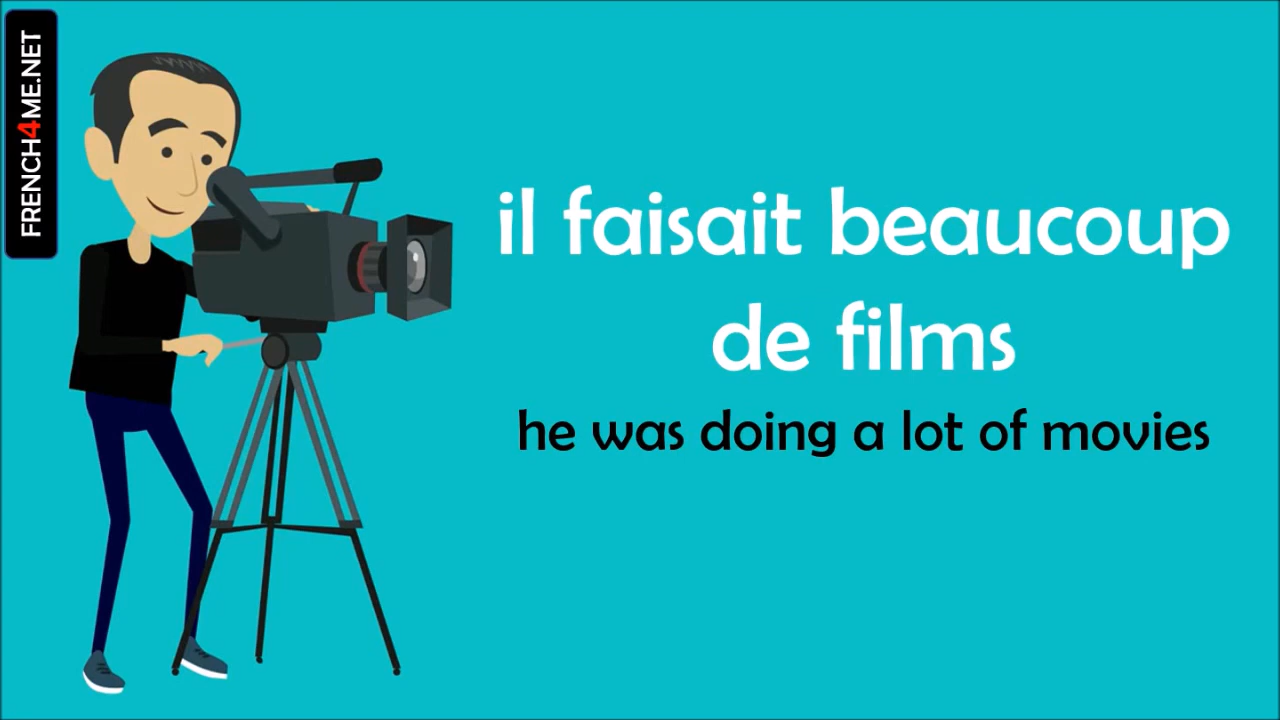 FRENCH4ME.NET
il faisait beaucoup
de films
he was doing a lot of movies